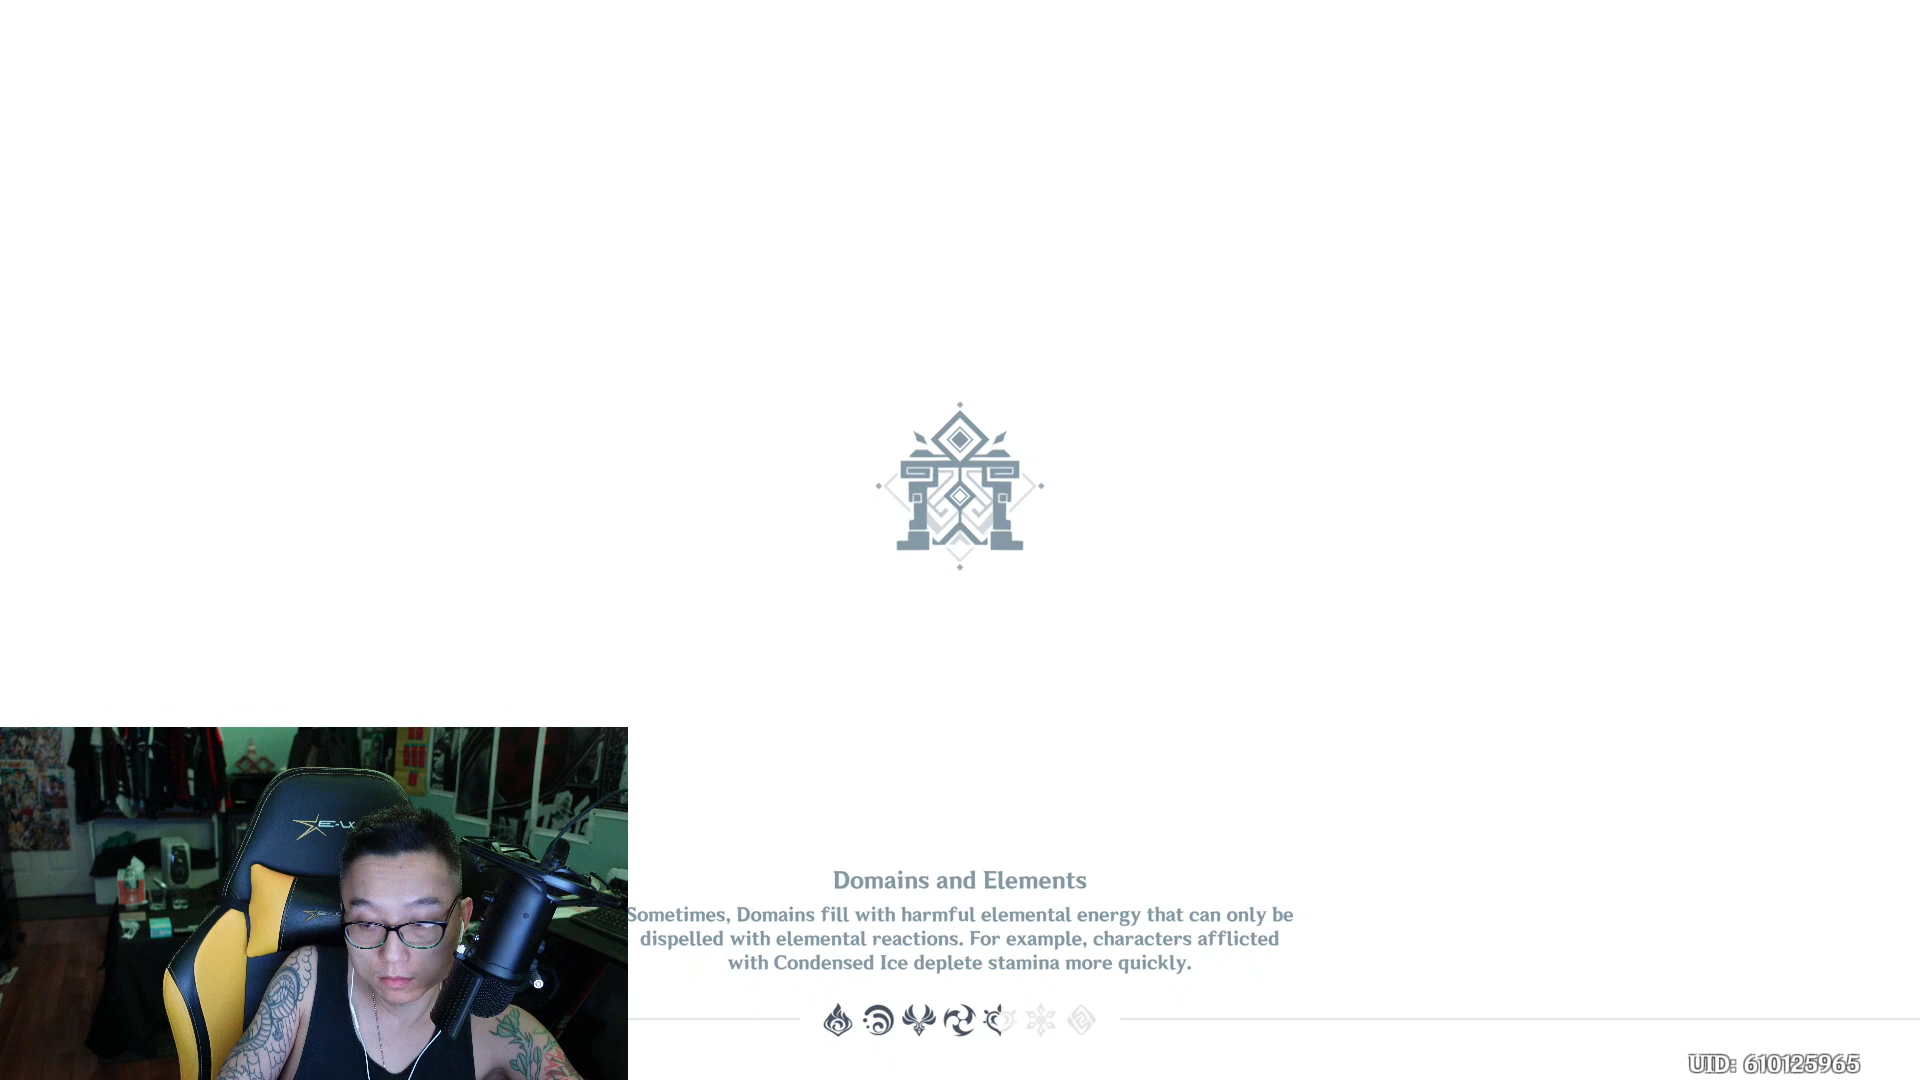 Domains and Elements
Sometimes, Domains fill with harmful elemental energy that can only be
dispelled with elemental reactions. For example, characters afflicted
with Condensed Ice deplete stamina more quickly.
UID: 610125965